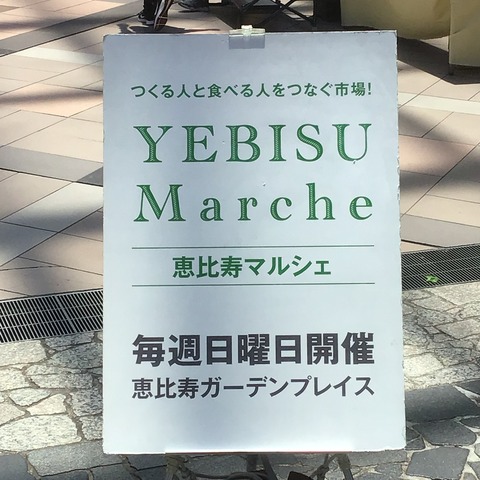 つくる人と食べる人をつなぐ市場!
YEBISU
Marche
恵比寿マルシェ
毎週日曜日開催
恵比寿ガーデンプレイス